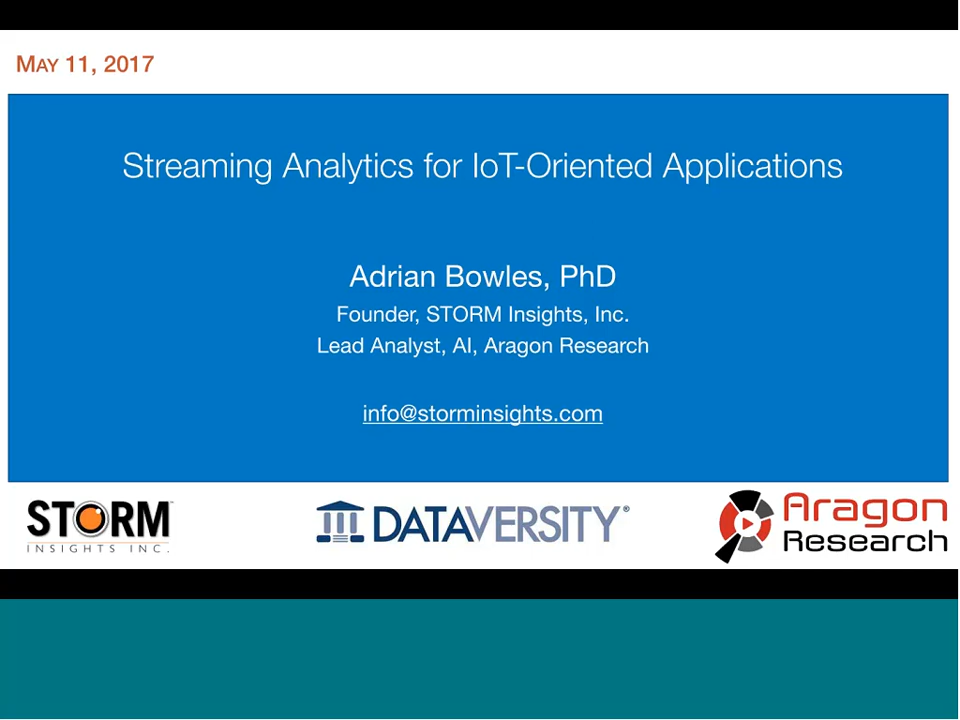 MAY 11, 2017
Streaming Analytics for IoT-Oriented Applications
Adrian Bowles, PhD
Founder, STORM Insights, Inc.
Lead Analyst, AI, Aragon Research
info@storminsights.com
STORM™
INSIGHTS INC.
DATAVERSITY®
Aragon
Research